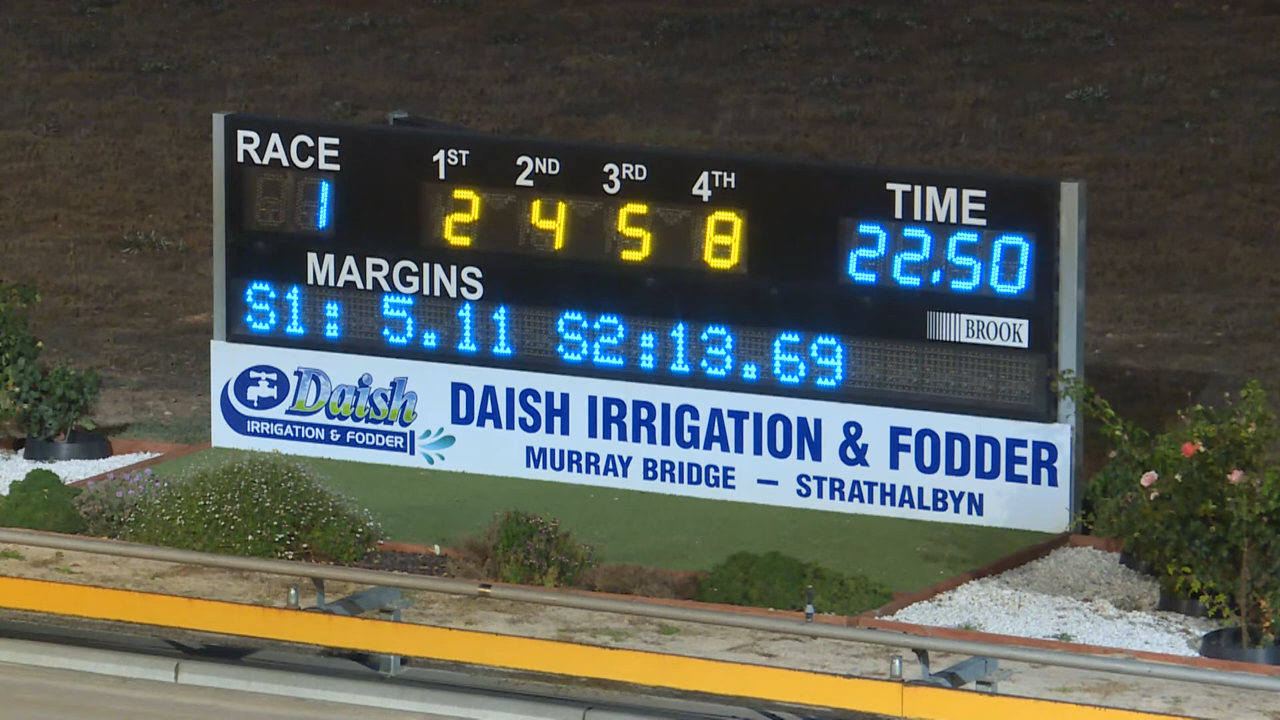 RACE 1ST 2ND 3RD 4TH TIME
1 2 4 5 8 22.50
MARGINS
S1: 5.11 S2:13.69
BROOK
Daish
IRRIGATION & FODDER
DAISH IRRIGATION & FODDER
MURRAY BRIDGE – STRATHALBYN